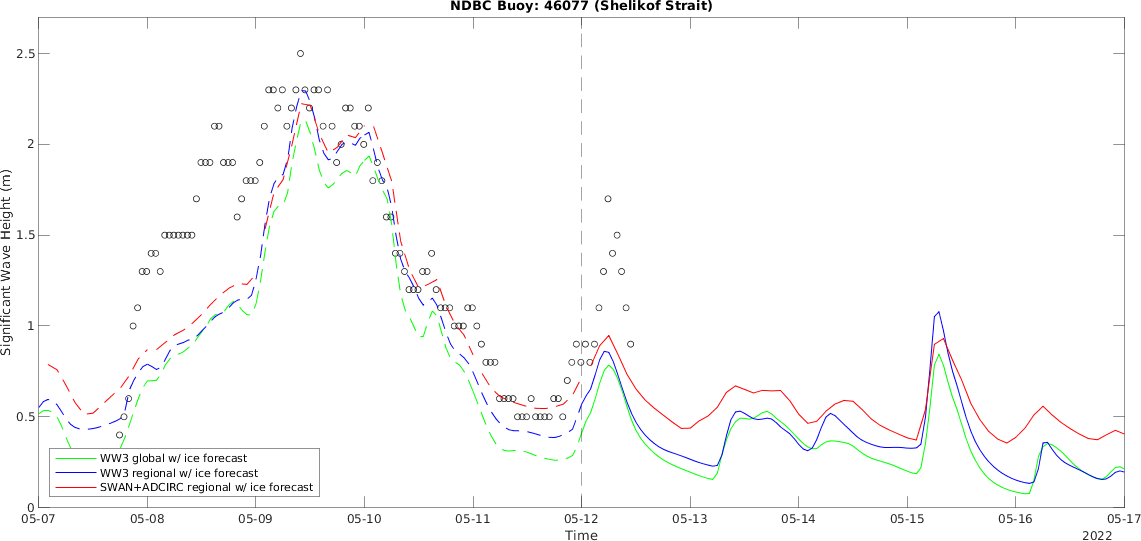 NDBC Buoy: 46077 (Shelikof Strait)
2.5
2
1.5
1
0.5
0
Significant Wave Height (m)
WW3 global w/ ice forecast
WW3 regional w/ ice forecast
SWAN+ADCIRC regional w/ ice forecast
05-07 05-08 05-09 05-10 05-11 05-12 05-13 05-14 05-15 05-16 05-17
Time
2022